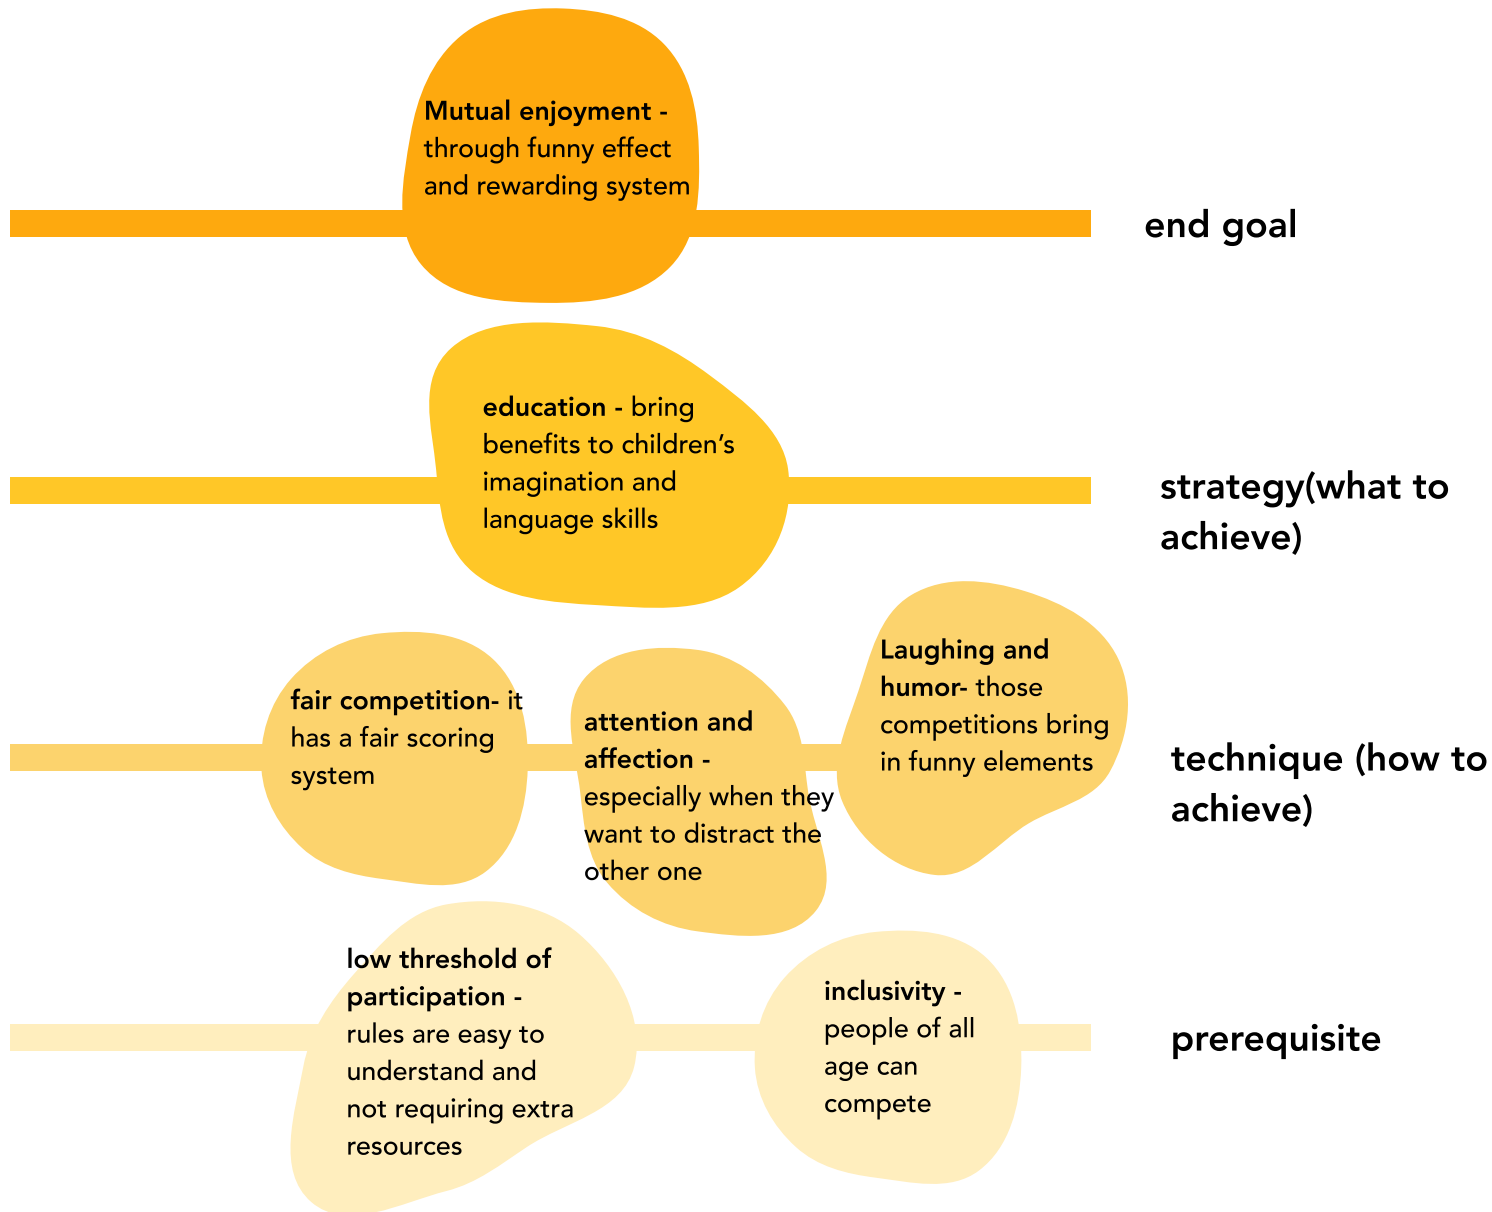 Mutual enjoyment -
through funny effect
and rewarding system
end goal
education - bring
benefits to children’s
imagination and
language skills
strategy(what to
achieve)
fair competition- it
has a fair scoring
system
attention and
affection -
especially when they
want to distract the
other one
Laughing and
humor- those
competitions bring
in funny elements
technique (how to
achieve)
low threshold of
participation -
rules are easy to
understand and
not requiring extra
resources
inclusivity -
people of all
age can
compete
prerequisite